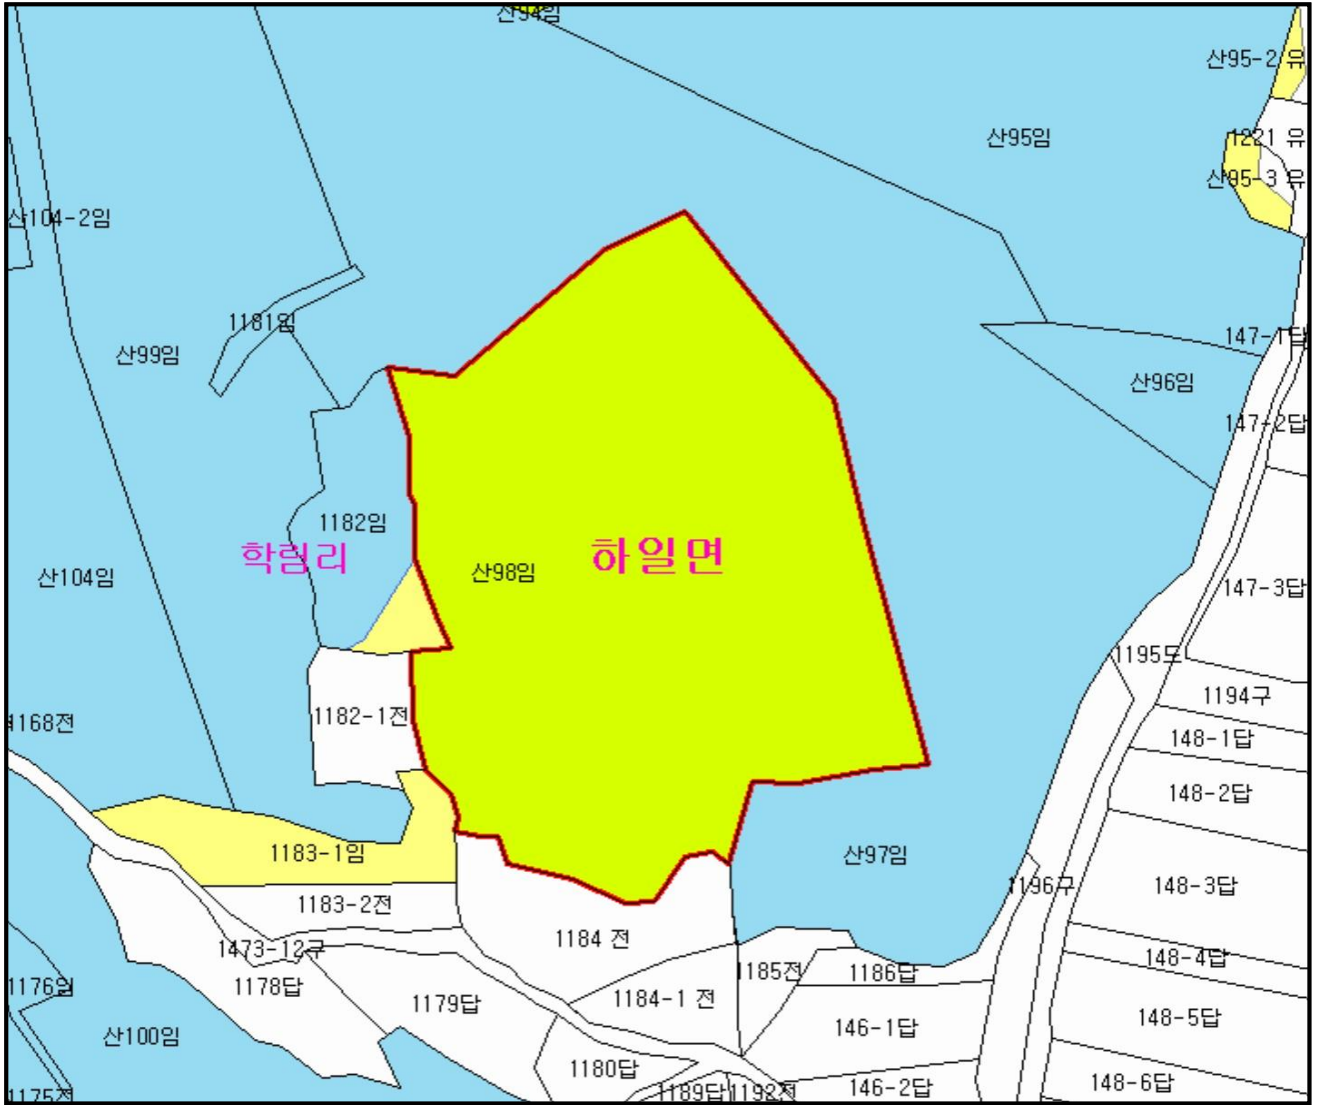 산94임
산95-2 유
산95임
1221 유
산95-3 유
산104-2임
1181임
147-1답
산99임
산96임
147-2답
1182임
학림리
하일면
산98임
산104임
147-3답
1195도
1194구
1182-1전
1168전
148-1답
148-2답
1183-1임
산97임
1196구
148-3답
1183-2전
1184 전
1473-12구
148-4답
1185전
1186답
1176임
1178답
1179답
1184-1 전
148-5답
146-1답
산100임
1180답
148-6답
146-2답
1175전
1189답
1192전